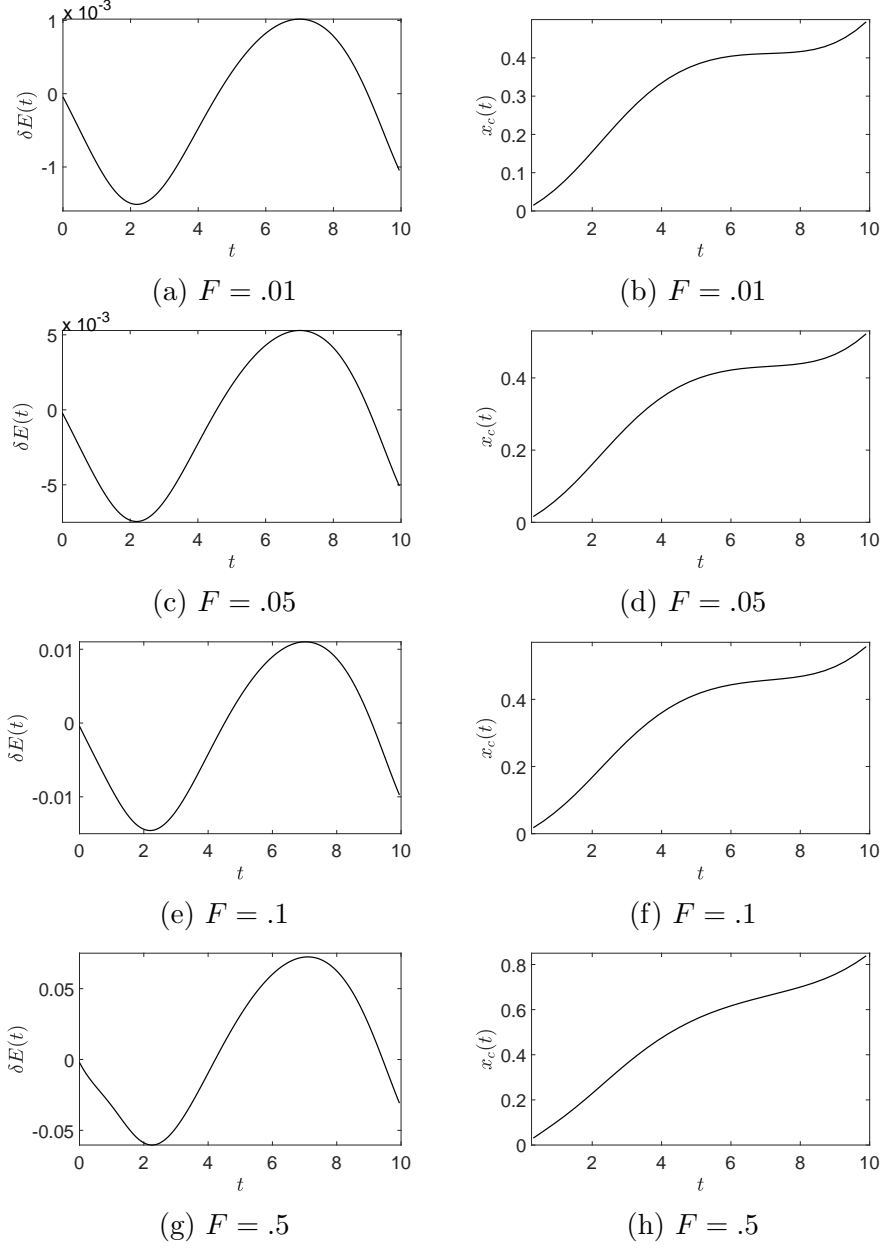 1 x 10-3
0
-1
δE(t)
0 2 4 6 8 10
t
(a) F = .01
0.4
0.3
0.2
0.1
0
xc(t)
2 4 6 8 10
t
(b) F = .01
5 x 10-3
0
-5
δE(t)
0 2 4 6 8 10
t
(c) F = .05
0.4
0.2
0
xc(t)
2 4 6 8 10
t
(d) F = .05
0.01
0
-0.01
δE(t)
0 2 4 6 8 10
t
(e) F = .1
0.4
0.2
0
xc(t)
2 4 6 8 10
t
(f) F = .1
0.05
0
-0.05
δE(t)
0 2 4 6 8 10
t
(g) F = .5
0.8
0.6
0.4
0.2
0
xc(t)
2 4 6 8 10
t
(h) F = .5